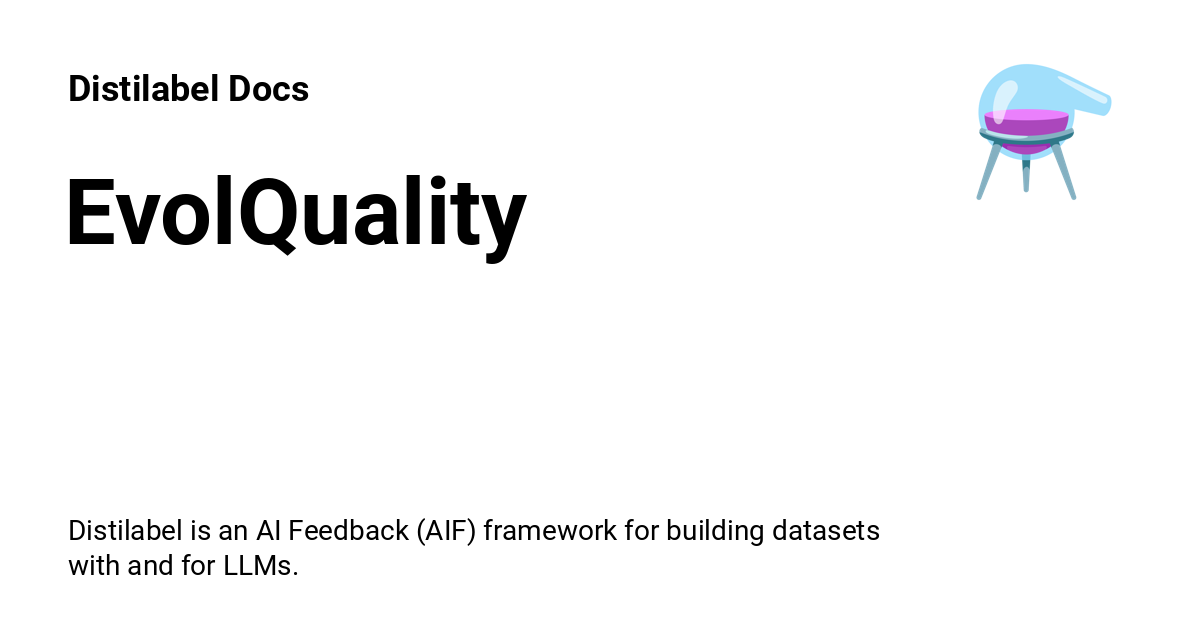 Distilabel Docs
EvolQuality
Distilabel is an AI Feedback (AIF) framework for building datasets
with and for LLMs.